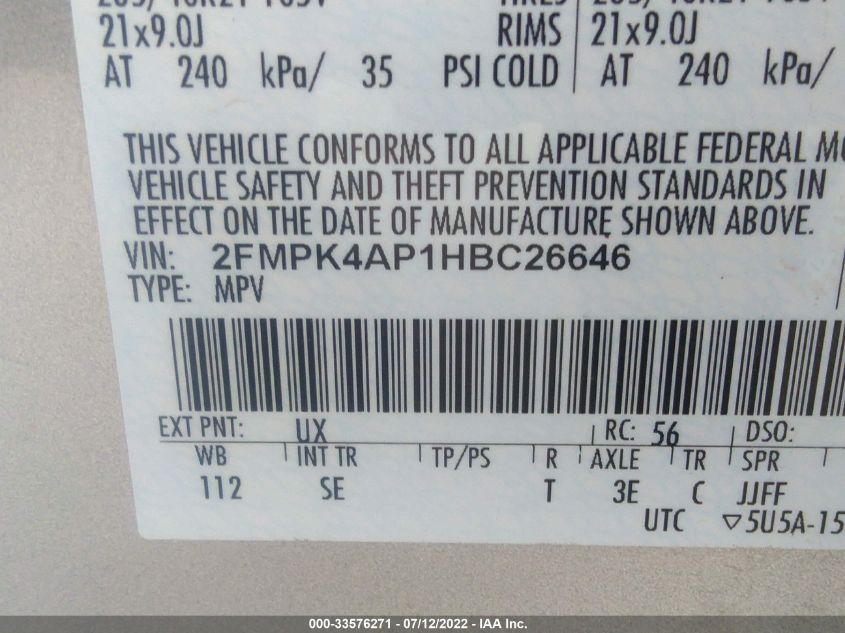 21x9.0J RIMS 21x9.0J
AT 240 kPa/ 35 PSI COLD AT 240 kPa/
THIS VEHICLE CONFORMS TO ALL APPLICABLE FEDERAL MO
VEHICLE SAFETY AND THEFT PREVENTION STANDARDS IN
EFFECT ON THE DATE OF MANUFACTURE SHOWN ABOVE.
VIN: 2FMPK4AP1HBC26646
TYPE: MPV
EXT PNT: UX RC: 56 DSO:
WB INT TR TP/PS R AXLE TR SPR
112 SE T 3E C JJFF
UTC ▽5U5A-15
000-33576271 - 07/12/2022 - IAA Inc.